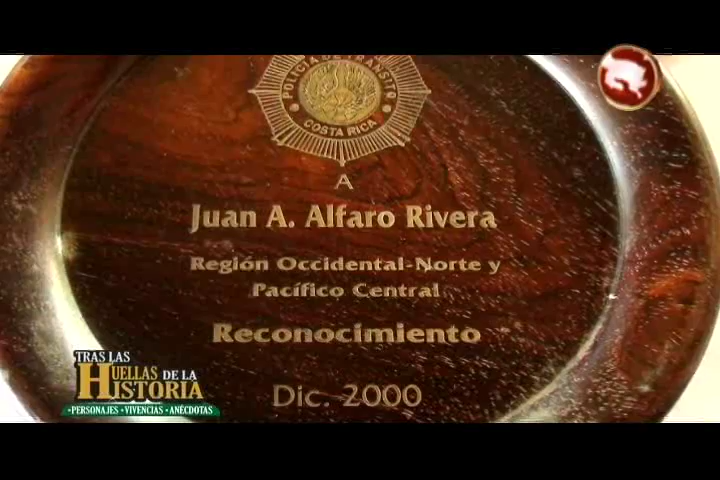 POLICIA DE TRANSITO
COSTA RICA
A
Juan A. Alfaro Rivera
Región Occidental-Norte y
Pacífico Central
Reconocimiento
Dic. 2000
TRAS LAS
HUELLAS DE LA
HISTORIA
•PERSONAJES •VIVENCIAS •ANÉCDOTAS